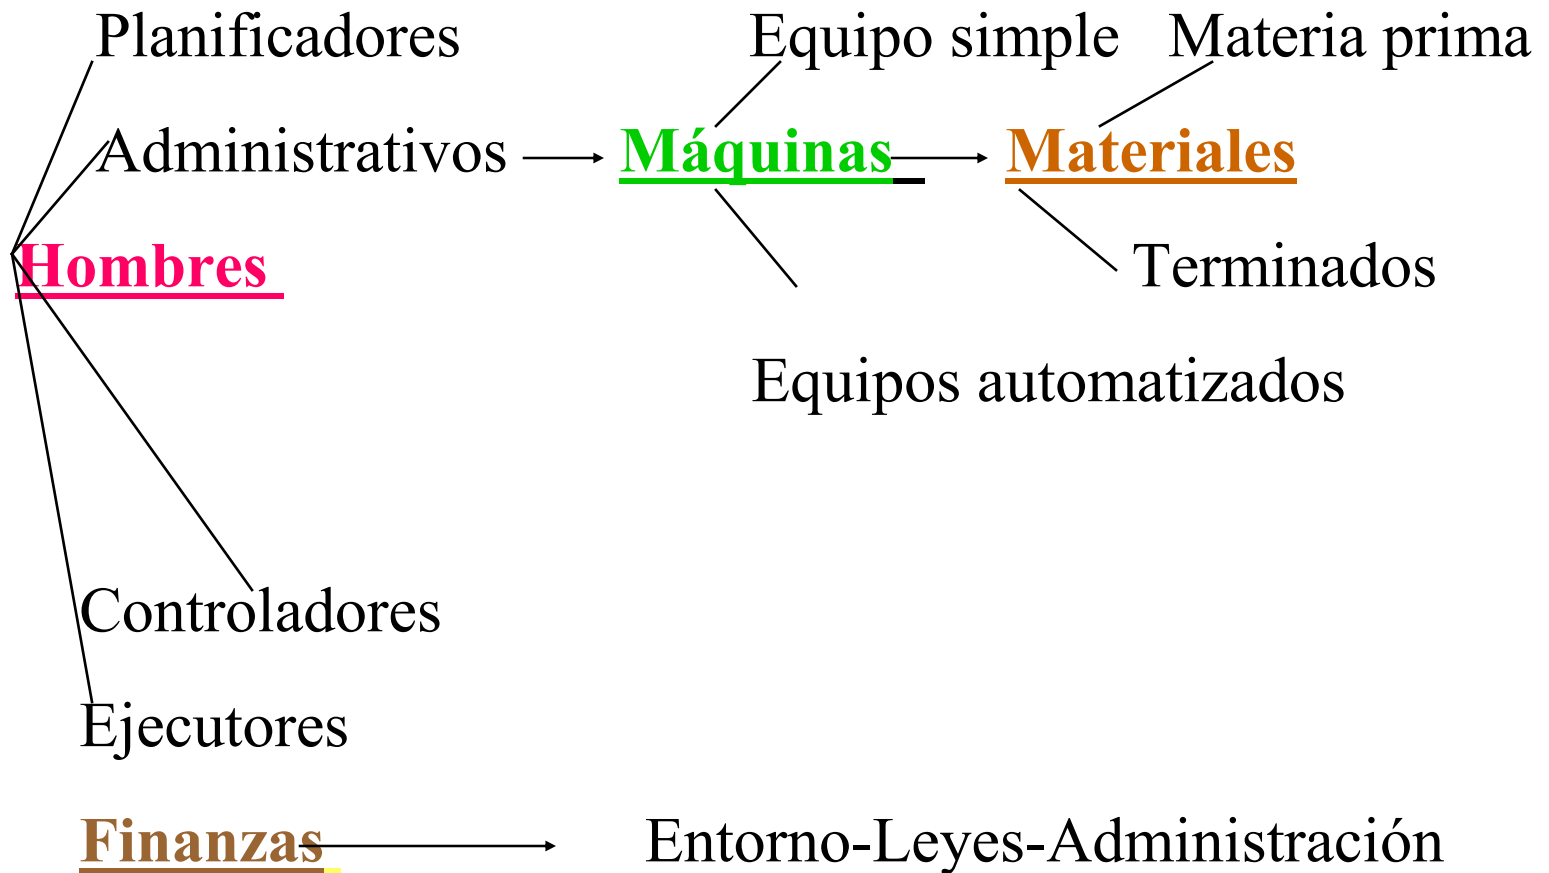 Planificadores Equipo simple Materia prima
Administrativos Máquinas Materiales
Hombres Terminados
Equipos automatizados
Controladores
Ejecutores
Finanzas Entorno-Leyes-Administración